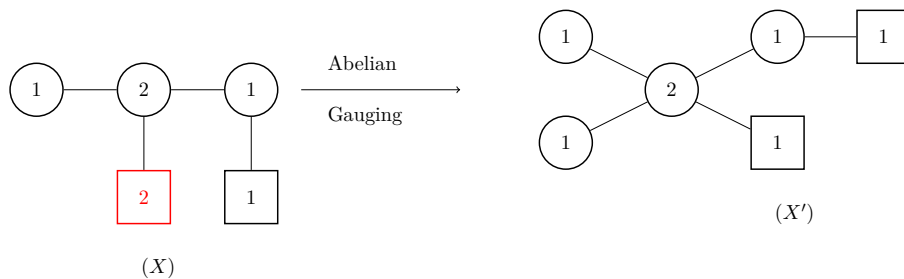 1 2 1
2 1
(X)
Abelian
Gauging
1 1 1
2
1 1
(X′)